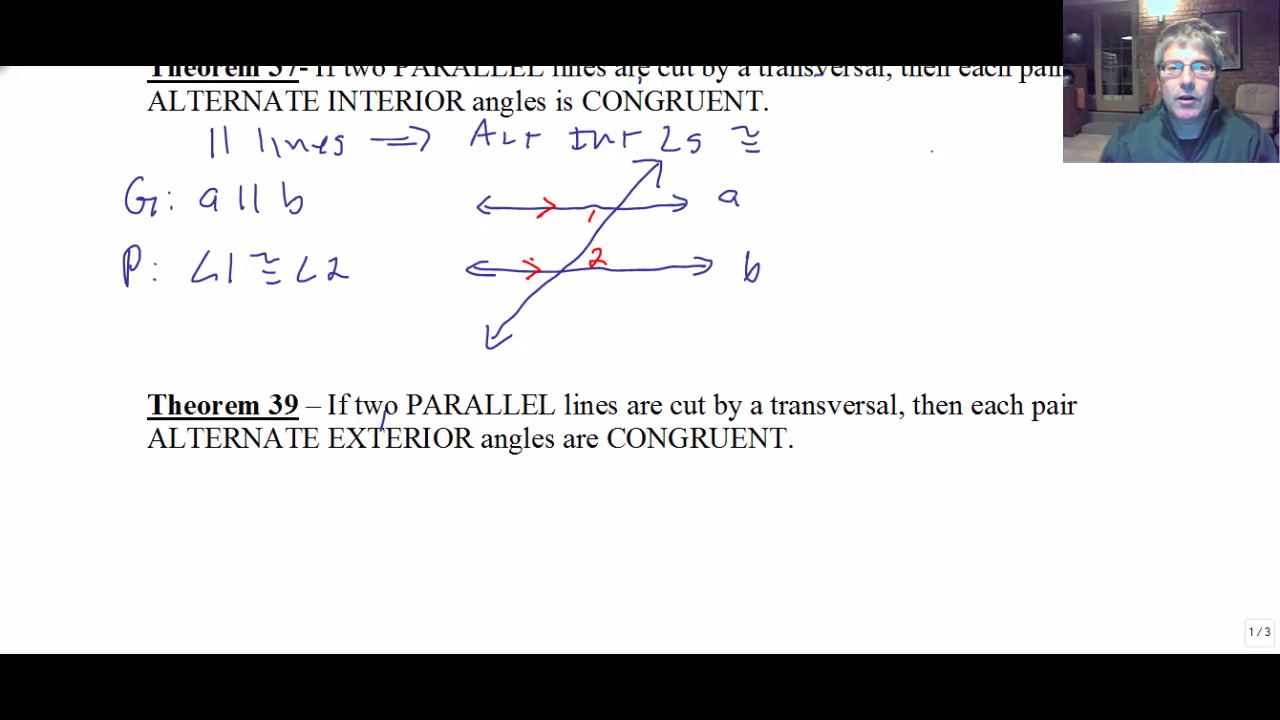 Theorem 37- If two PARALLEL lines are cut by a transversal, then each pair
ALTERNATE INTERIOR angles is CONGRUENT.
|| lines ⇒ Alt Int ∠s ≅
G: a || b
a
1
P: ∠1 ≅ ∠2
2
b
Theorem 39 – If two PARALLEL lines are cut by a transversal, then each pair
ALTERNATE EXTERIOR angles are CONGRUENT.
1 / 3